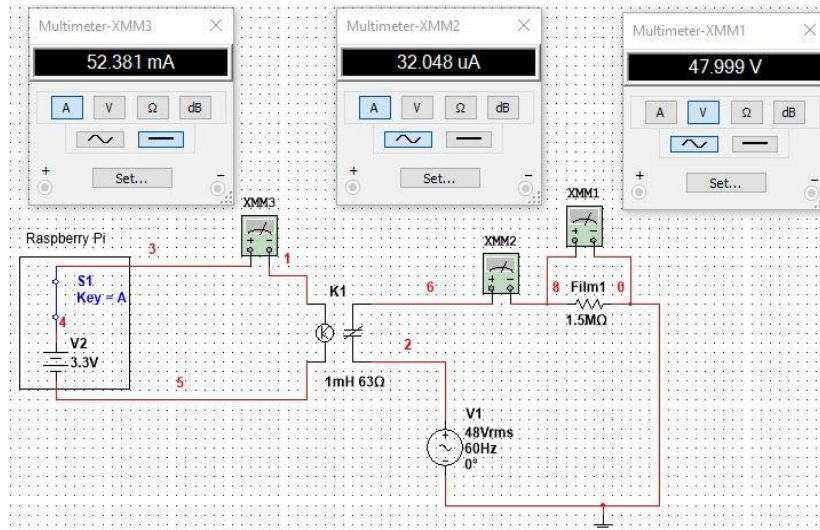 Multimeter-XMM3
52.381 mA
A V Ω dB
+ Set... -
Multimeter-XMM2
32.048 uA
A V Ω dB
+ Set... -
Multimeter-XMM1
47.999 V
A V Ω dB
+ Set... -
XMM3
XMM2
XMM1
Raspberry Pi
3
1
S1
Key = A
4
V2
3.3V
5
K1
1mH 63Ω
6
2
8
Film1
0
1.5MΩ
V1
48Vrms
60Hz
0°